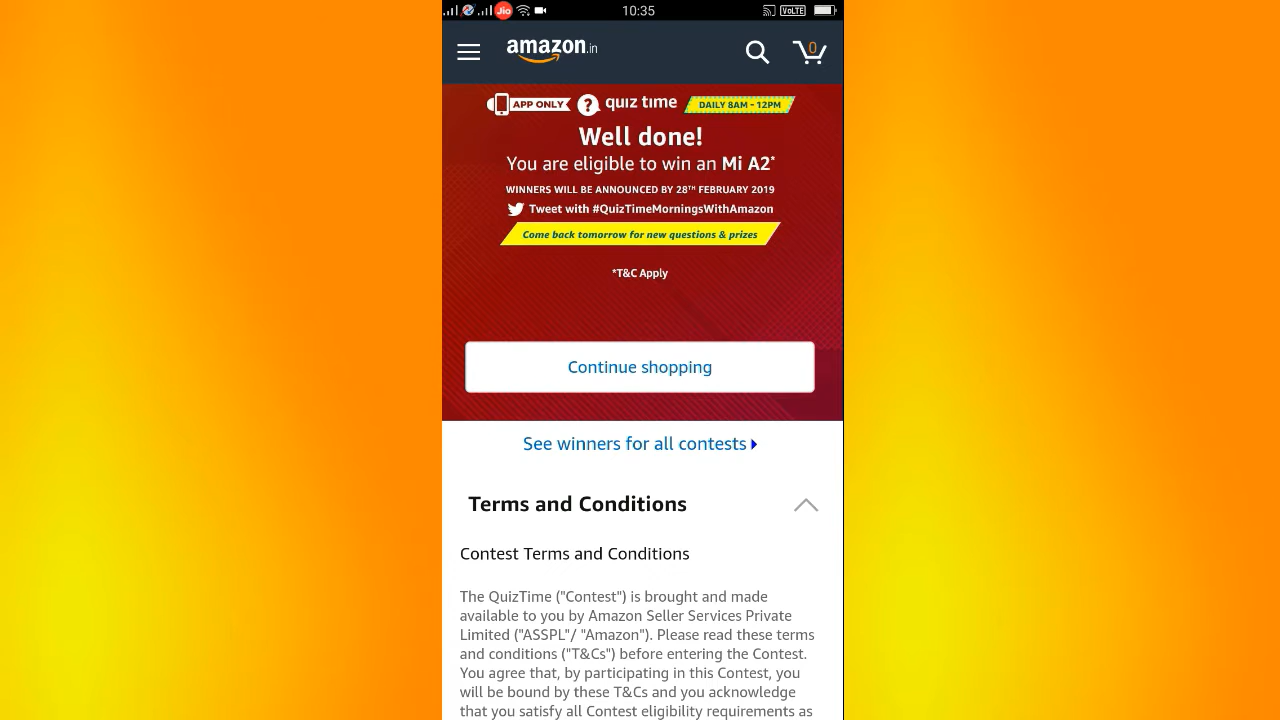 Jio 10:35 VoLTE
amazon.in 0
APP ONLY ? quiz time DAILY 8AM - 12PM
Well done!
You are eligible to win an Mi A2*
WINNERS WILL BE ANNOUNCED BY 28TH FEBRUARY 2019
Tweet with #QuizTimeMorningsWithAmazon
Come back tomorrow for new questions & prizes
*T&C Apply
Continue shopping
See winners for all contests
Terms and Conditions
Contest Terms and Conditions
The QuizTime ("Contest") is brought and made
available to you by Amazon Seller Services Private
Limited ("ASSPL"/ "Amazon"). Please read these terms
and conditions ("T&Cs") before entering the Contest.
You agree that, by participating in this Contest, you
will be bound by these T&Cs and you acknowledge
that you satisfy all Contest eligibility requirements as